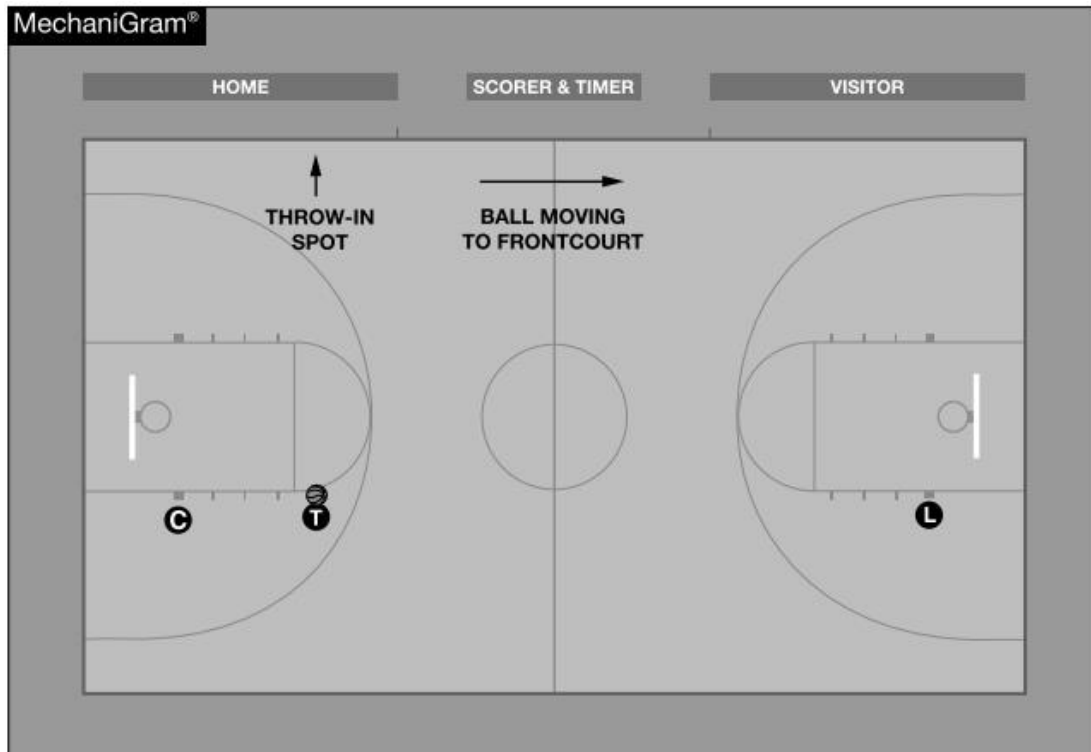 MechaniGram®
HOME
SCORER & TIMER
VISITOR
THROW-IN
SPOT
BALL MOVING
TO FRONTCOURT
C
T
L